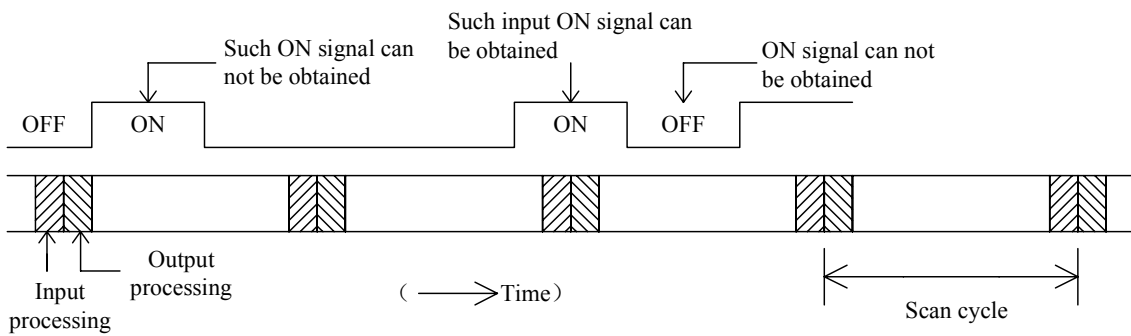 Such ON signal can
not be obtained
Such input ON signal can
be obtained
ON signal can not
be obtained
OFF
ON
ON
OFF
Input
processing
Output
processing
( Time)
Scan cycle